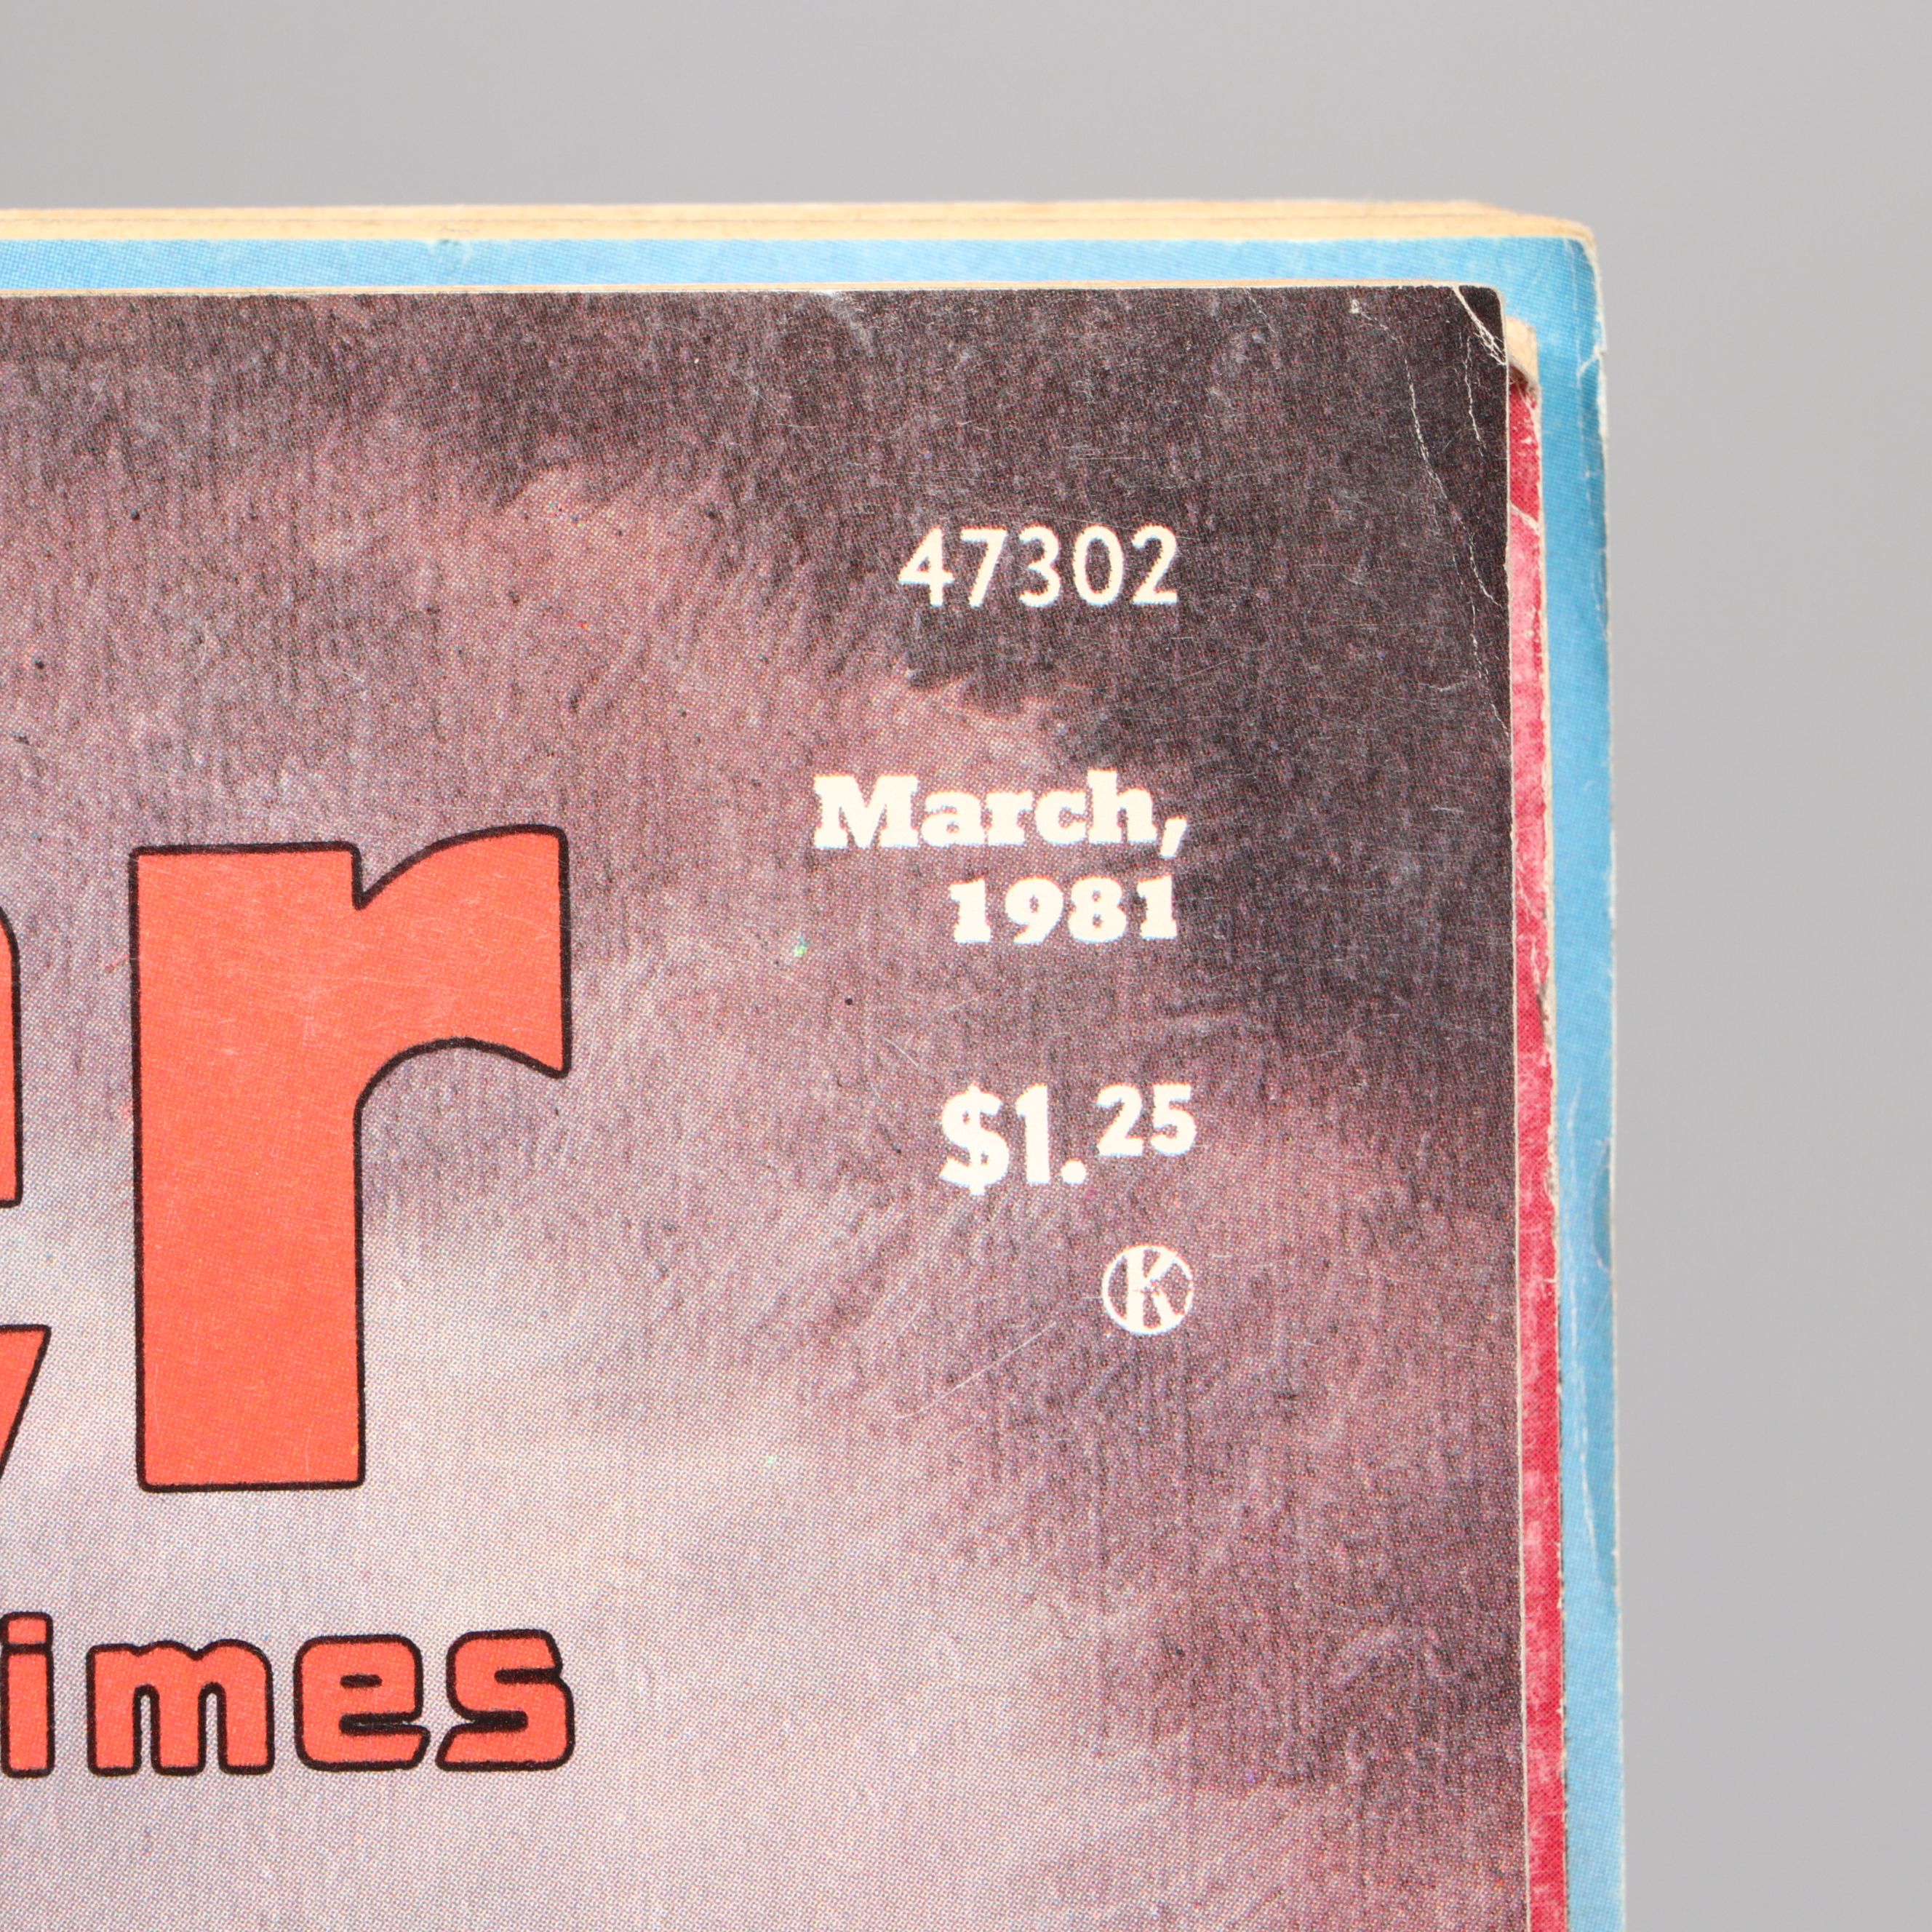 47302
March,
1981
r
$1.25
K
imes